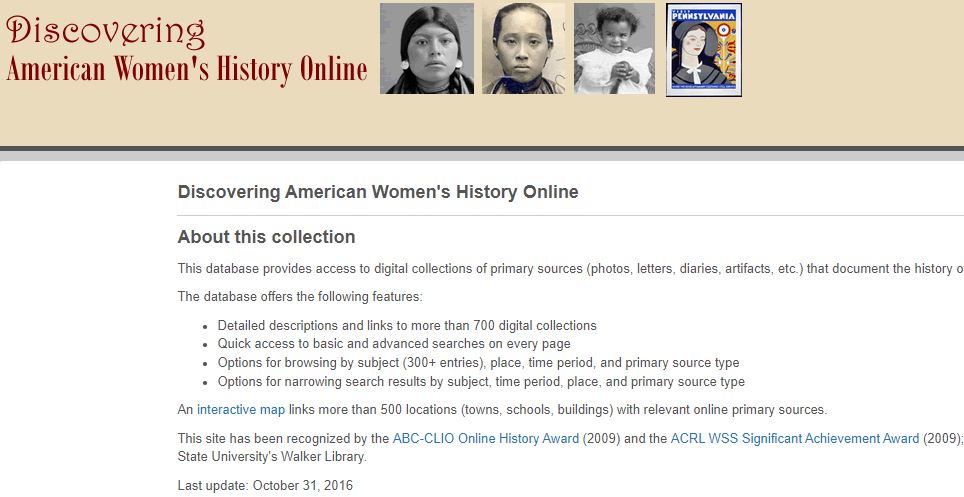 Discovering
American Women's History Online
PENNSYLVANIA
Discovering American Women's History Online
About this collection
This database provides access to digital collections of primary sources (photos, letters, diaries, artifacts, etc.) that document the history o
The database offers the following features:
Detailed descriptions and links to more than 700 digital collections
Quick access to basic and advanced searches on every page
Options for browsing by subject (300+ entries), place, time period, and primary source type
Options for narrowing search results by subject, time period, place, and primary source type
An interactive map links more than 500 locations (towns, schools, buildings) with relevant online primary sources.
This site has been recognized by the ABC-CLIO Online History Award (2009) and the ACRL WSS Significant Achievement Award (2009);
State University's Walker Library.
Last update: October 31, 2016